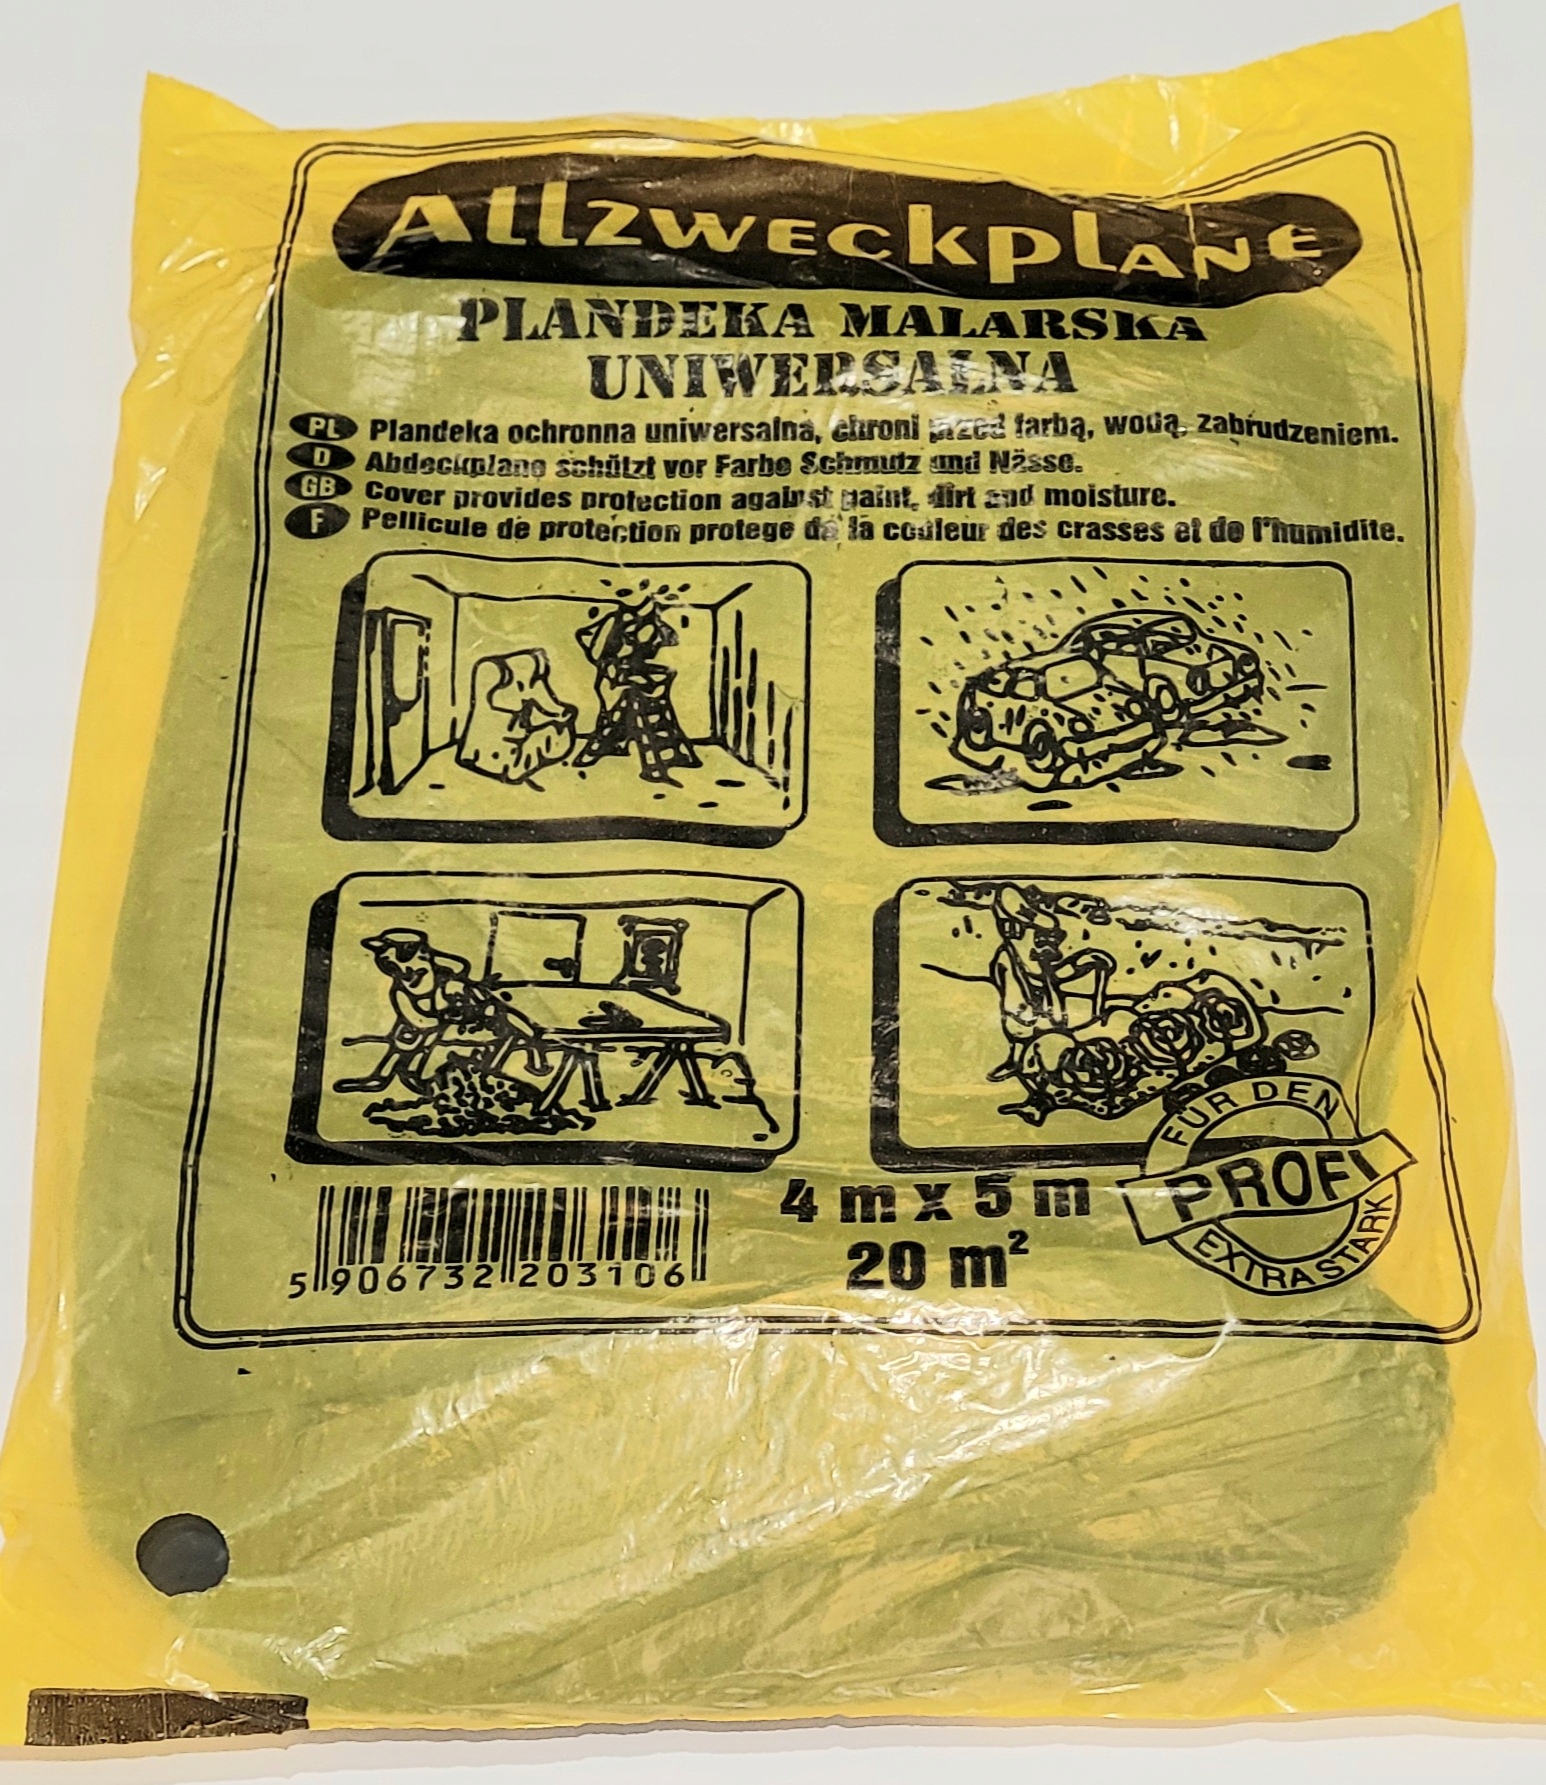 Allzweckplane
PLANDEKA MALARSKA
UNIWERSALNA
PL Plandeka ochronna uniwersalna, chroni przed farbą, wodą, zabrudzeniem.
D Abdeckplane schützt vor Farbe Schmutz und Nässe.
GB Cover provides protection against paint, dirt and moisture.
F Pellicule de protection protege de la couleur des crasses et de l'humidite.
FÜR DEN
PROFI
EXTRA STARK
4 m x 5 m
20 m²
5 906732 203106